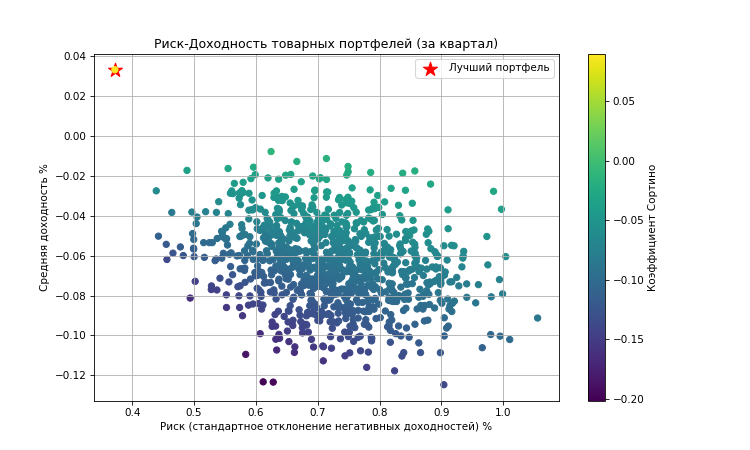 Риск-Доходность товарных портфелей (за квартал)
Лучший портфель
Средняя доходность %
0.04
0.02
0.00
−0.02
−0.04
−0.06
−0.08
−0.10
−0.12
0.4 0.5 0.6 0.7 0.8 0.9 1.0
Риск (стандартное отклонение негативных доходностей) %
0.05
0.00
−0.05
−0.10
−0.15
−0.20
Коэффициент Сортино